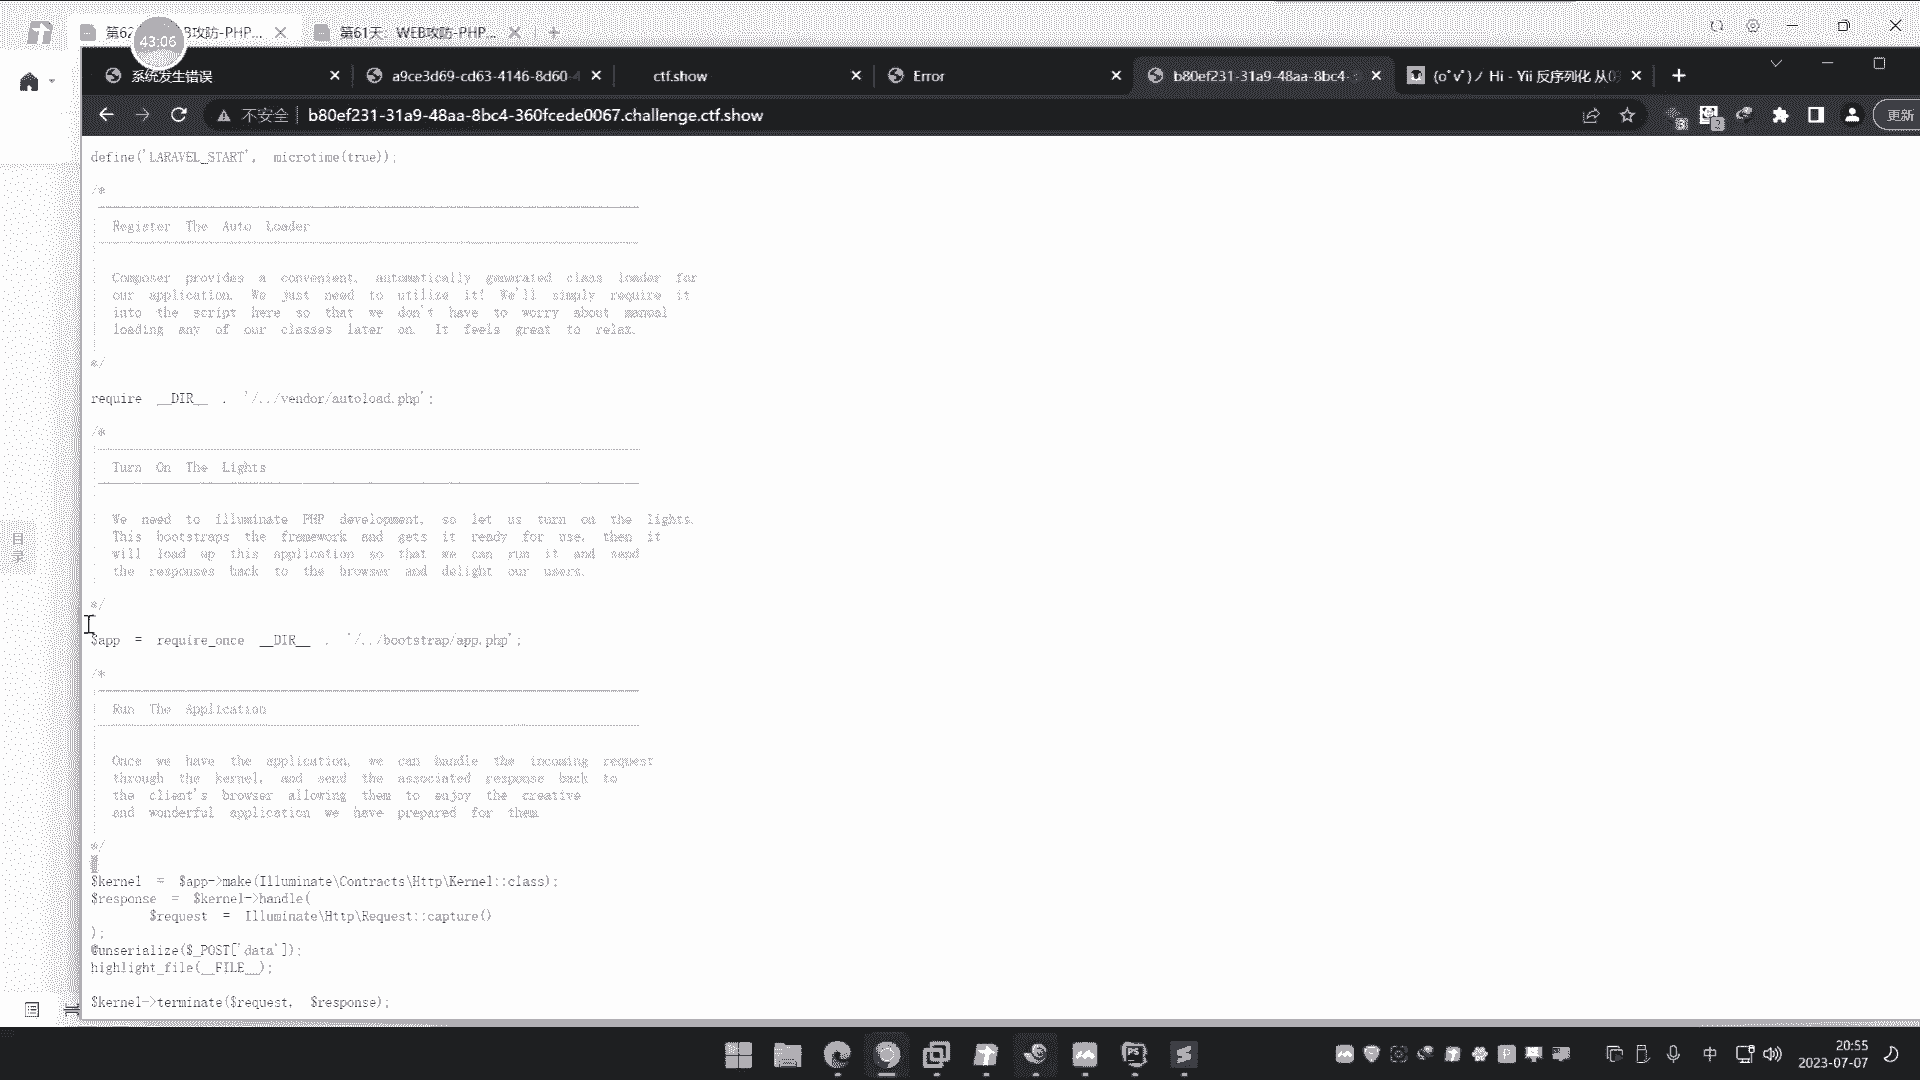 第62 B攻防-PHP...
第61天：WEB攻防-PHP...
43:06
系统发生错误
a9ce3d69-cd63-4146-8d60-
ctf.show
Error
b80ef231-31a9-48aa-8bc4-
Hi - Yii 反序列化 从
不安全
b80ef231-31a9-48aa-8bc4-360fcede0067.challenge.ctf.show
更新
define('LARAVEL_START', microtime(true));
/*
Register The Auto Loader
Composer provides a convenient, automatically generated class loader for
our application. We just need to utilize it! We'll simply require it
into the script here so that we don't have to worry about manual
loading any of our classes later on. It feels great to relax.
*/
require __DIR__ . '/../vendor/autoload.php';
/*
Turn On The Lights
We need to illuminate PHP development, so let us turn on the lights.
This bootstraps the framework and gets it ready for use, then it
will load up this application so that we can run it and send
the responses back to the browser and delight our users.
*/
$app = require_once __DIR__ . '/../bootstrap/app.php';
/*
Run The Application
Once we have the application, we can handle the incoming request
through the kernel, and send the associated response back to
the client's browser allowing them to enjoy the creative
and wonderful application we have prepared for them.
*/
$kernel = $app->make(Illuminate\Contracts\Http\Kernel::class);
$response = $kernel->handle(
$request = Illuminate\Http\Request::capture()
);
@unserialize($_POST['data']);
highlight_file(__FILE__);
$kernel->terminate($request, $response);
目
录
中
20:55
2023-07-07